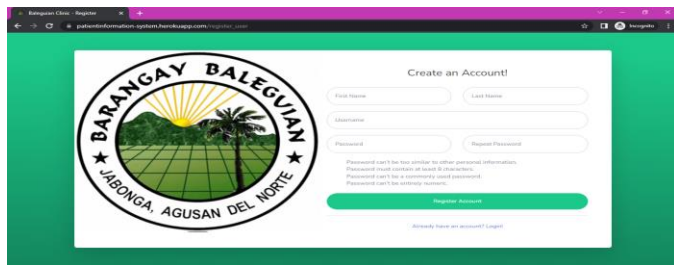 Baleguian Clinic - Register
patientinformation-system.herokuapp.com/register_user
Incognito
BARANGAY BALEGUIAN
JABONGA, AGUSAN DEL NORTE
Create an Account!
First Name
Last Name
Username
Password
Repeat Password
Password can't be too similar to other personal information.
Password must contain at least 8 characters.
Password can't be a commonly used password.
Password can't be entirely numeric.
Register Account
Already have an account? Login!